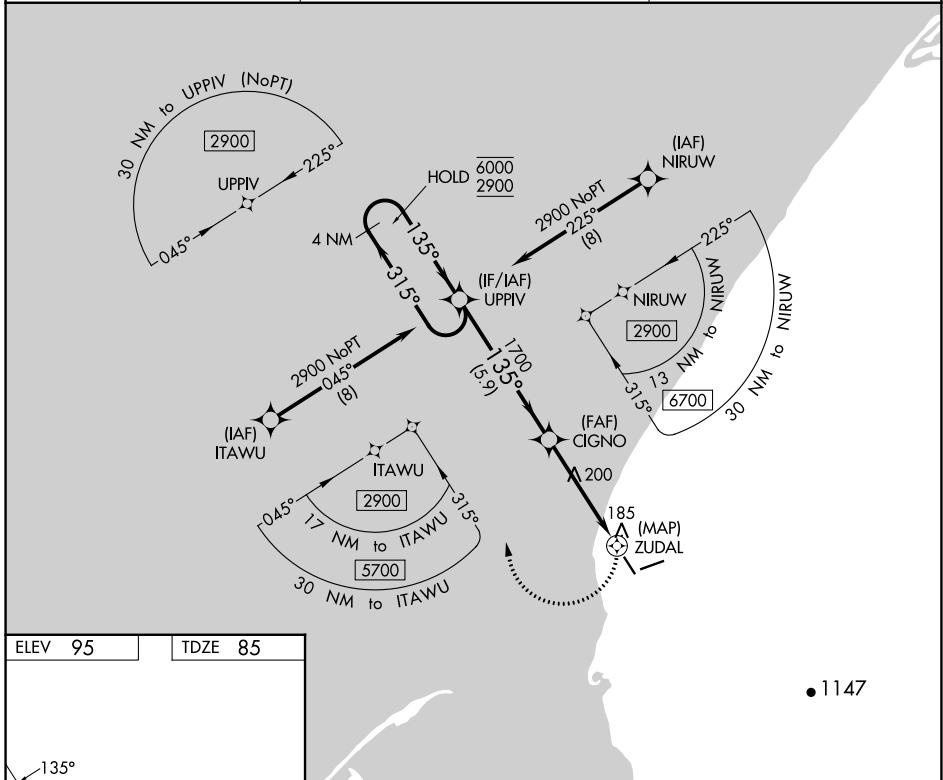 30 NM to UPPIV (NoPT)
2900
UPPIV
225°
045°
HOLD 6000
2900
4 NM
135°
315°
(IF/IAF)
UPPIV
(IAF)
NIRUW
2900 NoPT
225°
(8)
225°
NIRUW
2900
13 NM to NIRUW
315°
6700
30 NM to NIRUW
2900 NoPT
045°
(8)
(IAF)
ITAWU
1700
135°
(5.9)
(FAF)
CIGNO
200
ITAWU
2900
045°
315°
17 NM to ITAWU
5700
30 NM to ITAWU
185
(MAP)
ZUDAL
1147
ELEV 95
TDZE 85
135°